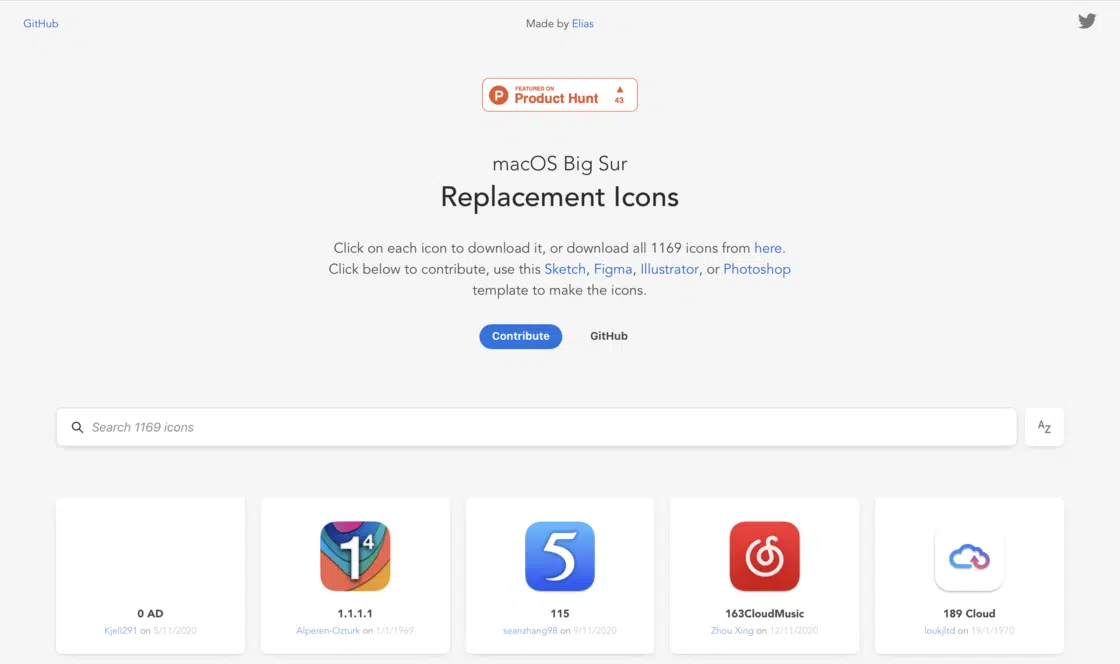 GitHub
Made by Elias
FEATURED ON
Product Hunt
43
macOS Big Sur
Replacement Icons
Click on each icon to download it, or download all 1169 icons from here.
Click below to contribute, use this Sketch, Figma, Illustrator, or Photoshop
template to make the icons.
Contribute
GitHub
Search 1169 icons
AZ
0 AD
Kjell291 on 5/11/2020
1⁴
1.1.1.1
Alperen-Ozturk on 1/1/1969
5
115
seanzhang98 on 9/11/2020
163CloudMusic
Zhou Xing on 12/11/2020
189 Cloud
loukjltd on 19/1/1970